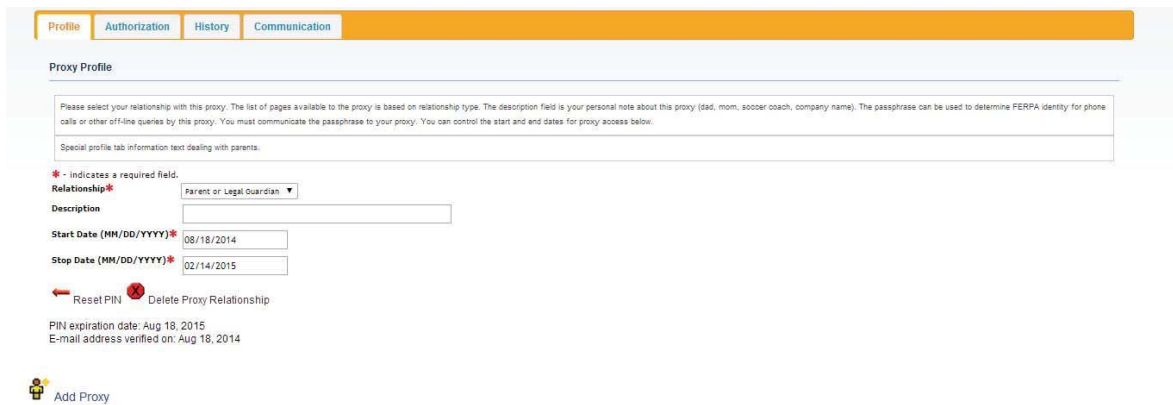 Profile Authorization History Communication
Proxy Profile
Please select your relationship with this proxy. The list of pages available to the proxy is based on relationship type. The description field is your personal note about this proxy (dad, mom, soccer coach, company name). The passphrase can be used to determine FERPA identity for phone
calls or other off-line queries by this proxy. You must communicate the passphrase to your proxy. You can control the start and end dates for proxy access below.
Special profile tab information text dealing with parents.
* - indicates a required field.
Relationship* Parent or Legal Guardian ▼
Description
Start Date (MM/DD/YYYY)* 08/18/2014
Stop Date (MM/DD/YYYY)* 02/14/2015
Reset PIN X Delete Proxy Relationship
PIN expiration date: Aug 18, 2015
E-mail address verified on: Aug 18, 2014
Add Proxy